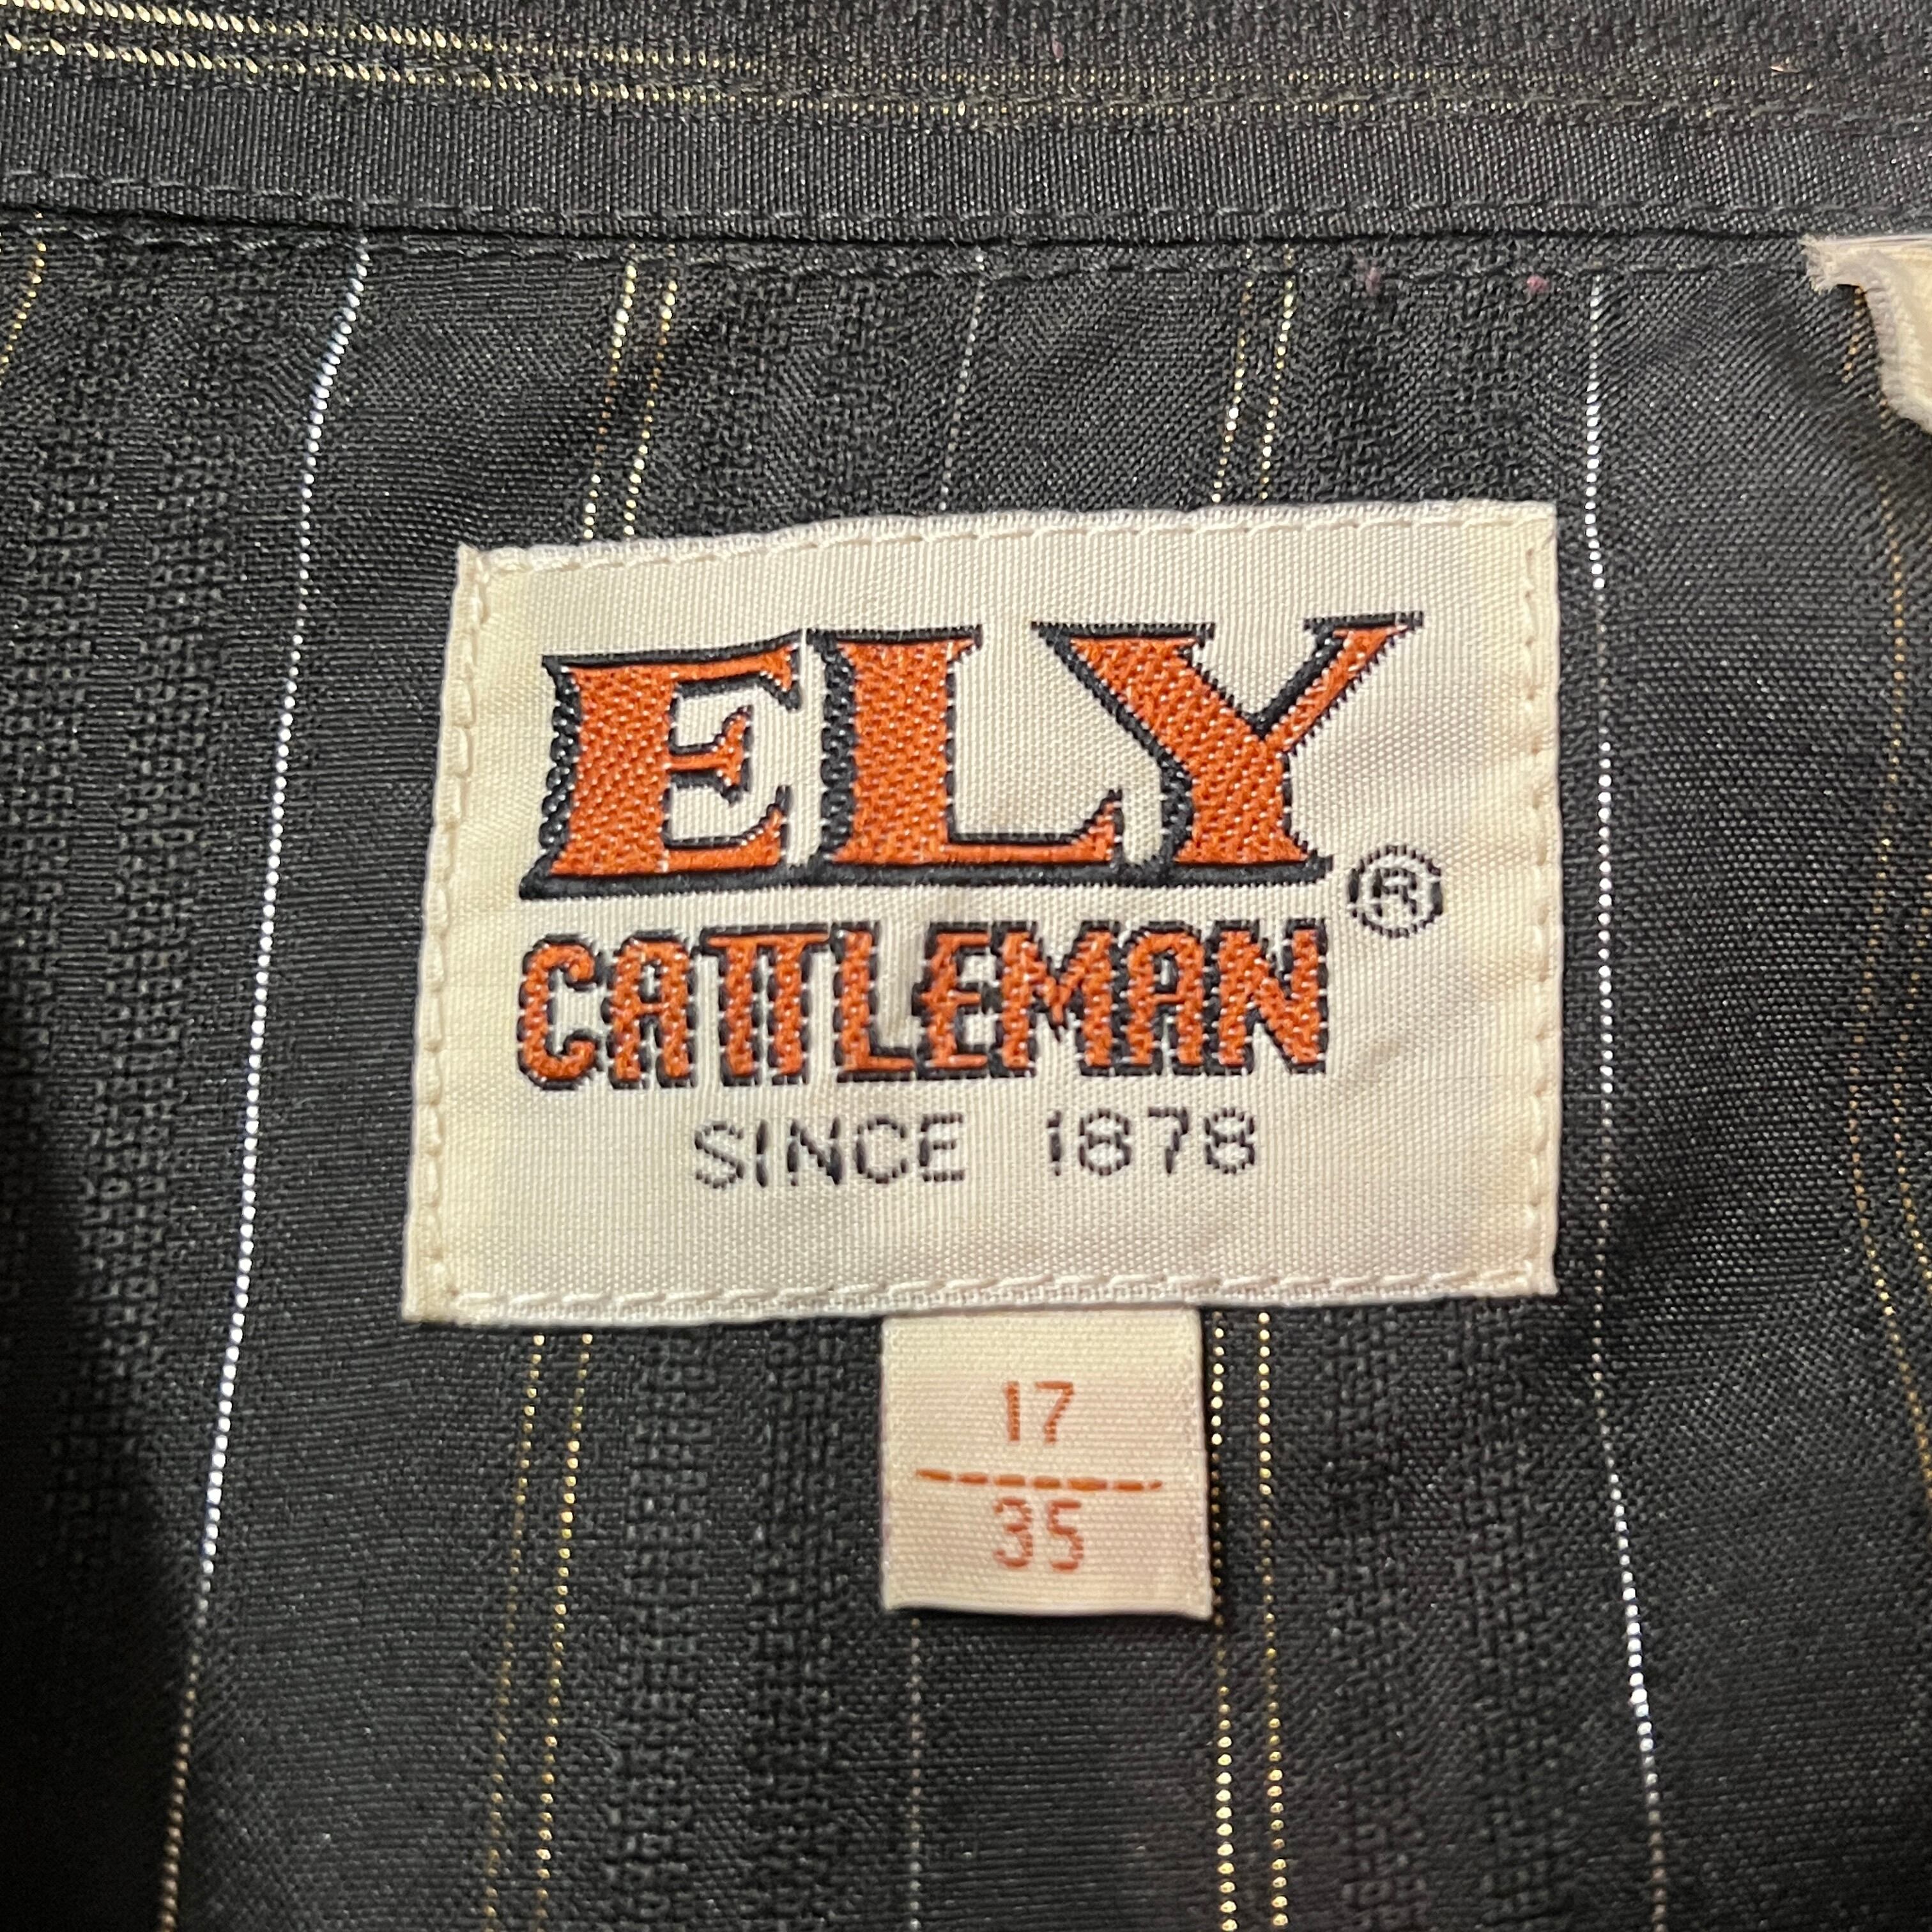 ELY
CATTLEMAN ®
SINCE 1878
17
35